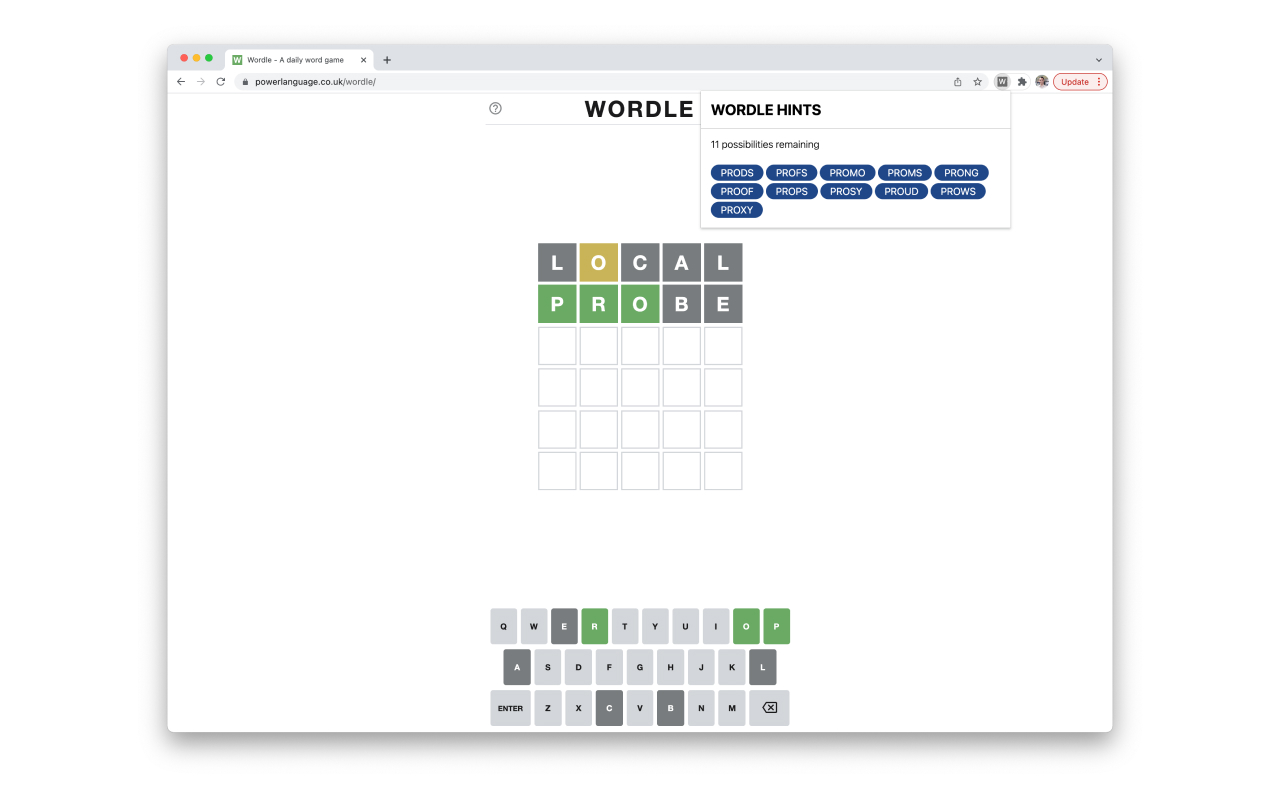 W Wordle - A daily word game
powerlanguage.co.uk/wordle/ W Update
WORDLE
WORDLE HINTS
11 possibilities remaining
PRODS PROFS PROMO PROMS PRONG
PROOF PROPS PROSY PROUD PROWS
PROXY
L O C A L
P R O B E
Q W E R T Y U I O P
A S D F G H J K L
ENTER Z X C V B N M